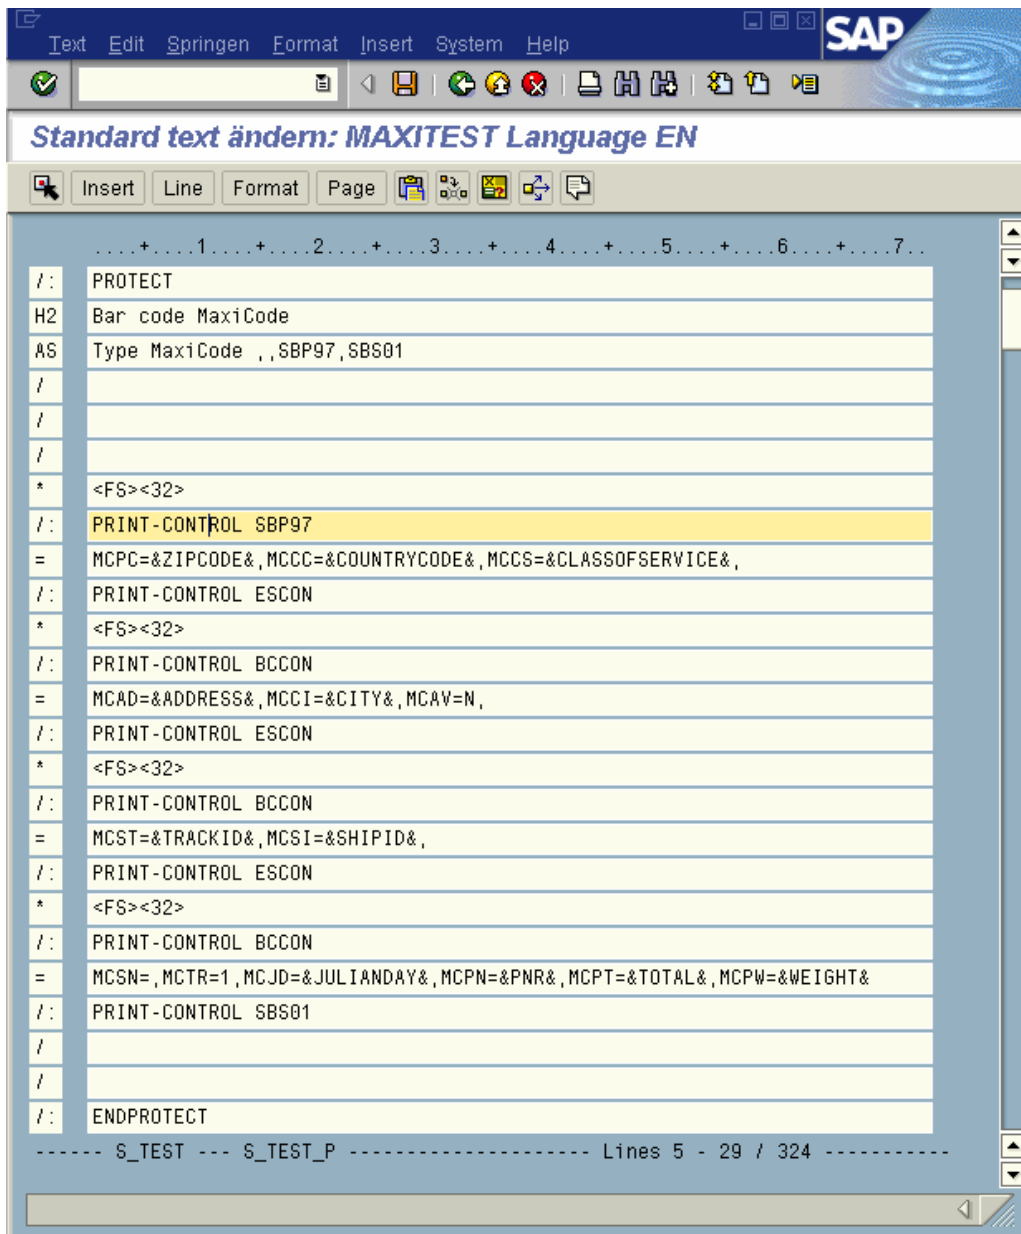 Text Edit Springen Format Insert System Help
SAP
Standard text ändern: MAXITEST Language EN
Insert Line Format Page
....+....1....+....2....+....3....+....4....+....5....+....6....+....7..
/: PROTECT
H2 Bar code MaxiCode
AS Type MaxiCode ,,SBP97,SBS01
/
/
/
* <FS><32>
/: PRINT-CONTROL SBP97
= MCPC=&ZIPCODE&,MCCC=&COUNTRYCODE&,MCCS=&CLASSOFSERVICE&,
/: PRINT-CONTROL ESCON
* <FS><32>
/: PRINT-CONTROL BCCON
= MCAD=&ADDRESS&,MCCI=&CITY&,MCAV=N,
/: PRINT-CONTROL ESCON
* <FS><32>
/: PRINT-CONTROL BCCON
= MCST=&TRACKID&,MCSI=&SHIPID&,
/: PRINT-CONTROL ESCON
* <FS><32>
/: PRINT-CONTROL BCCON
= MCSN=,MCTR=1,MCJD=&JULIANDAY&,MCPN=&PNR&,MCPT=&TOTAL&,MCPW=&WEIGHT&
/: PRINT-CONTROL SBS01
/
/
/: ENDPROTECT
------ S_TEST --- S_TEST_P --------------------- Lines 5 - 29 / 324 -----------